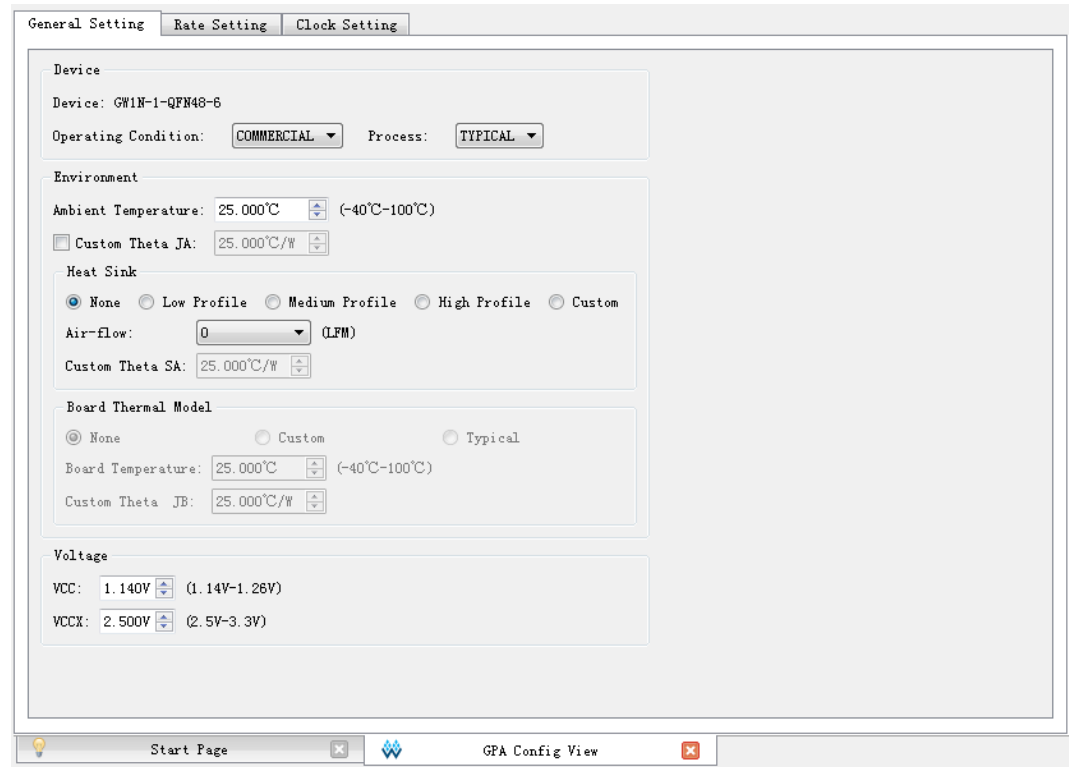 General Setting Rate Setting Clock Setting
Device
Device: GW1N-1-QFN48-6
Operating Condition: COMMERCIAL Process: TYPICAL
Environment
Ambient Temperature: 25.000℃ (-40℃-100℃)
Custom Theta JA: 25.000℃/W
Heat Sink
None Low Profile Medium Profile High Profile Custom
Air-flow: 0 (LFM)
Custom Theta SA: 25.000℃/W
Board Thermal Model
None Custom Typical
Board Temperature: 25.000℃ (-40℃-100℃)
Custom Theta JB: 25.000℃/W
Voltage
VCC: 1.140V (1.14V-1.26V)
VCCX: 2.500V (2.5V-3.3V)
Start Page GPA Config View